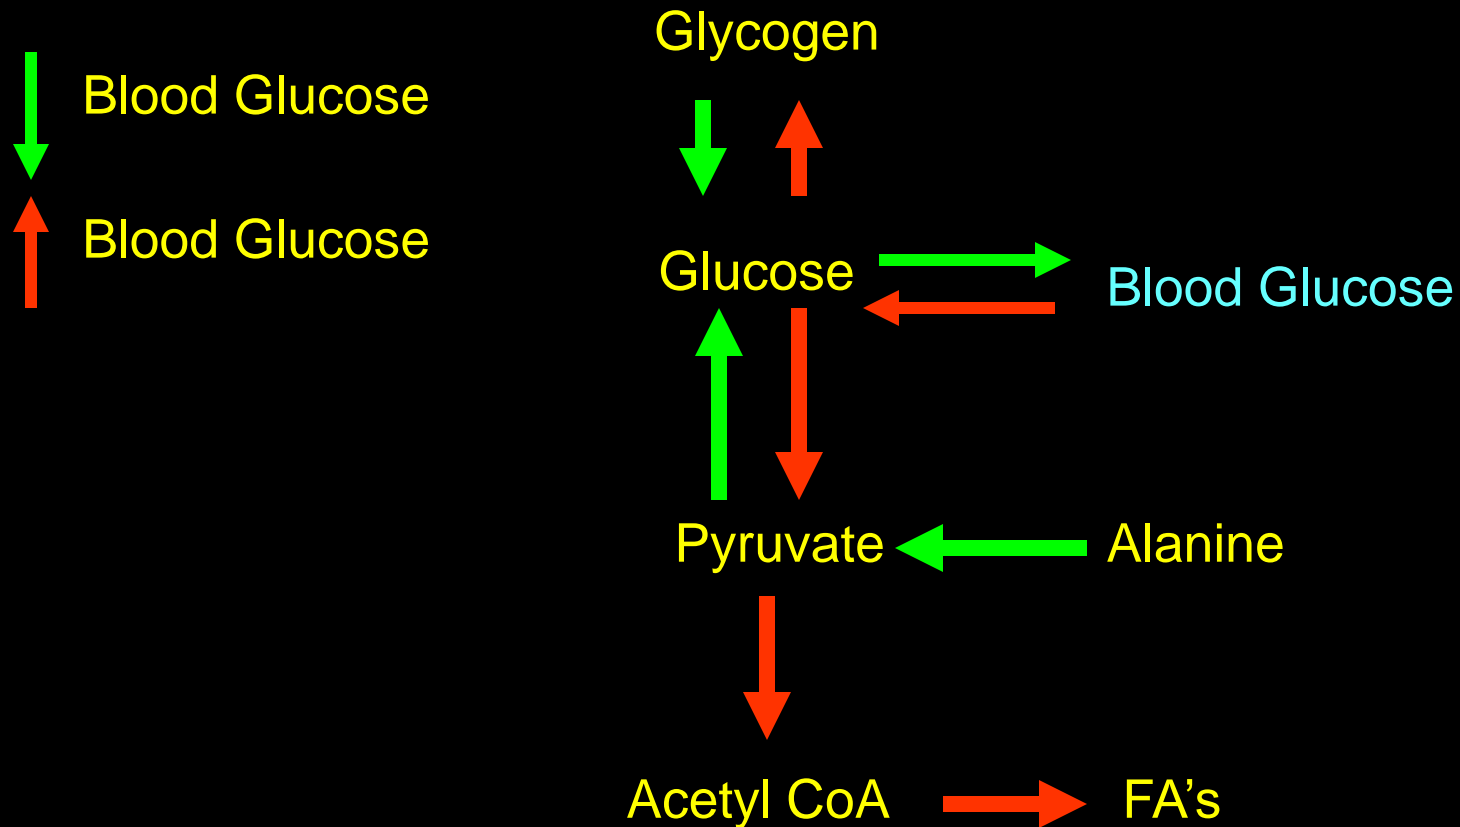 Glycogen
Blood Glucose
Blood Glucose
Glucose
Blood Glucose
Pyruvate
Alanine
Acetyl CoA
FA's